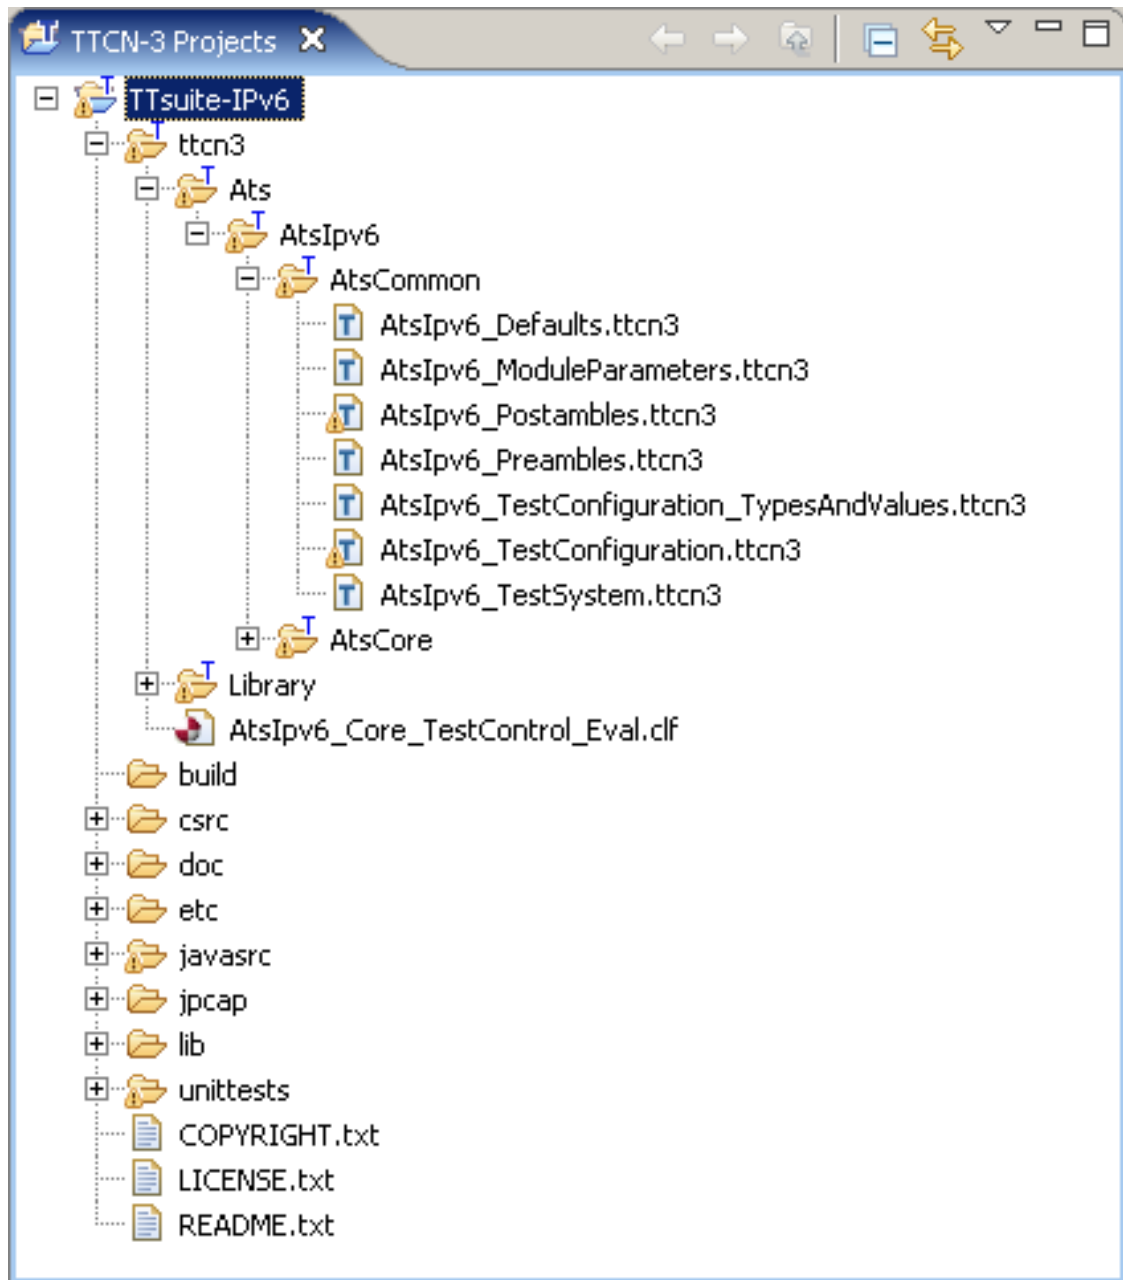 TTCN-3 Projects
TTsuite-IPv6
ttcn3
Ats
AtsIpv6
AtsCommon
AtsIpv6_Defaults.ttcn3
AtsIpv6_ModuleParameters.ttcn3
AtsIpv6_Postambles.ttcn3
AtsIpv6_Preambles.ttcn3
AtsIpv6_TestConfiguration_TypesAndValues.ttcn3
AtsIpv6_TestConfiguration.ttcn3
AtsIpv6_TestSystem.ttcn3
AtsCore
Library
AtsIpv6_Core_TestControl_Eval.clf
build
csrc
doc
etc
javasrc
jpcap
lib
unittests
COPYRIGHT.txt
LICENSE.txt
README.txt